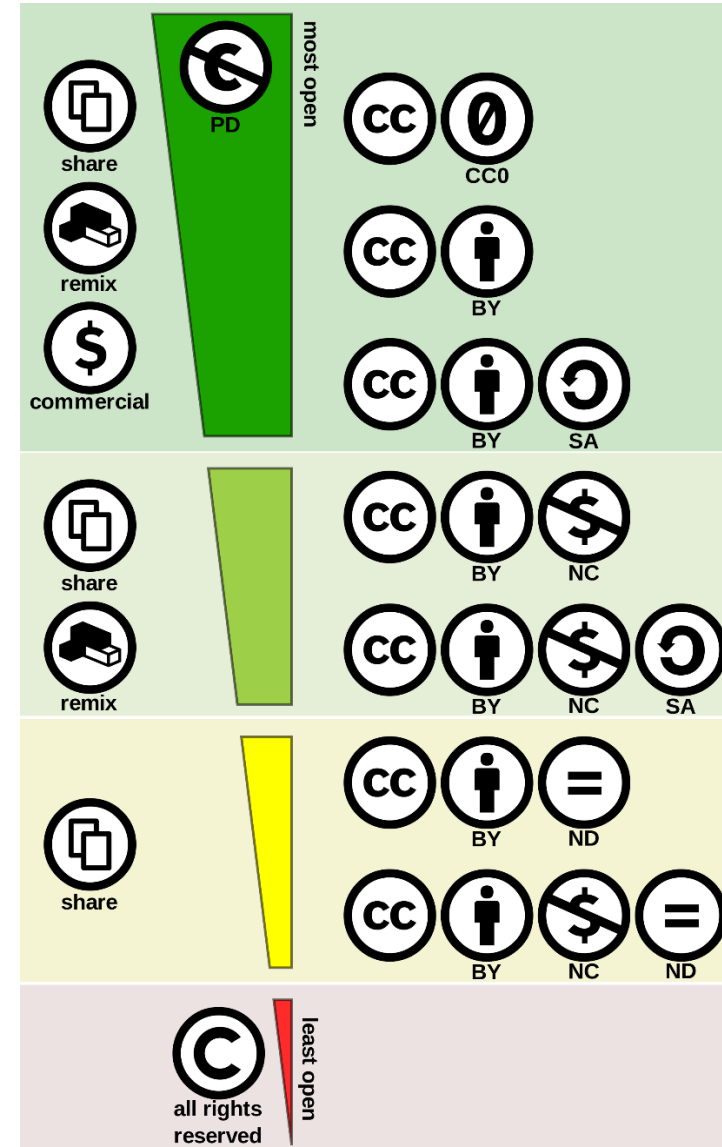 most open
PD
share
remix
commercial
cc 0
CC0
cc
BY
cc
BY SA
share
remix
cc $
BY NC
cc $
BY NC SA
share
cc =
BY ND
cc $ =
BY NC ND
C
all rights
reserved
least open